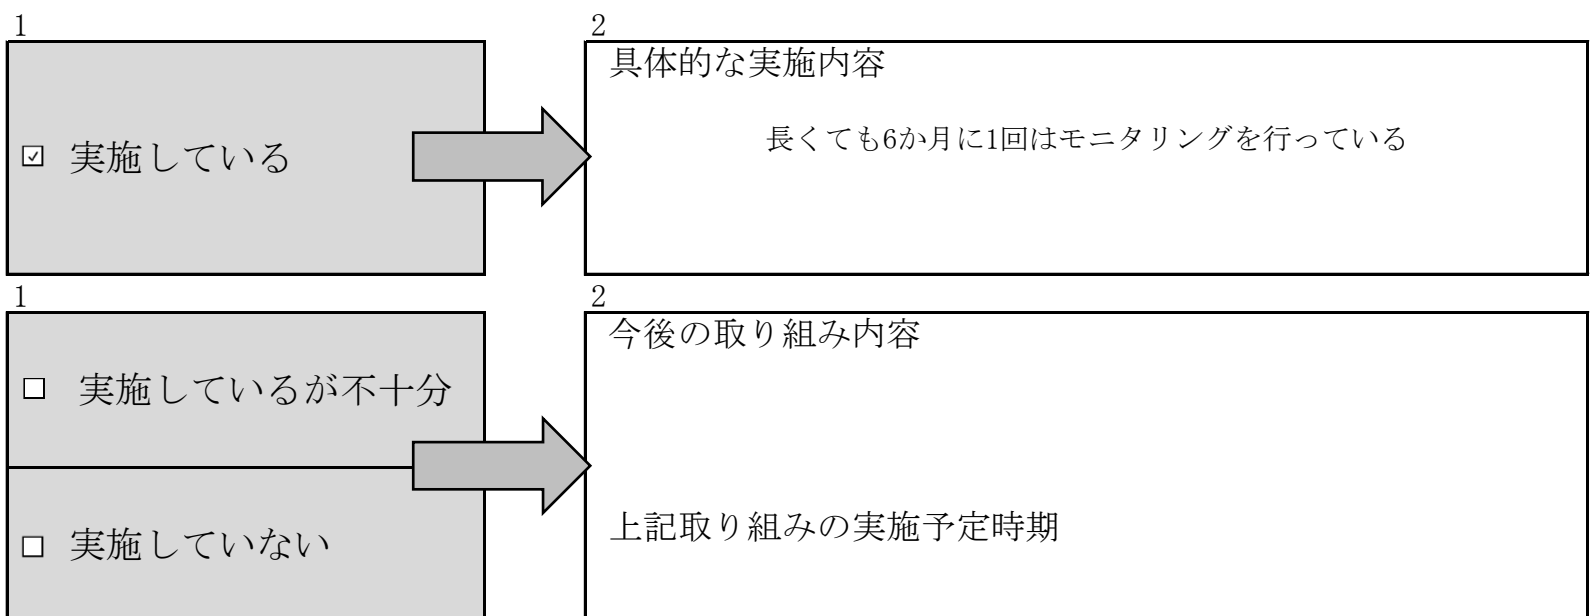 1
2
☑ 実施している
具体的な実施内容
長くても6か月に1回はモニタリングを行っている
1
2
☐ 実施しているが不十分
☐ 実施していない
今後の取り組み内容
上記取り組みの実施予定時期